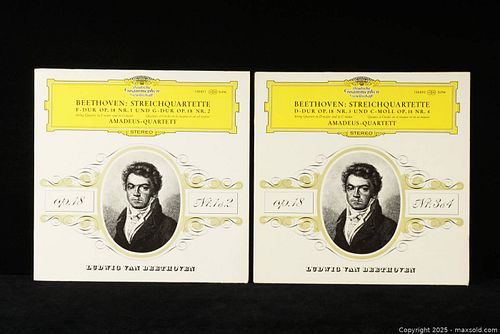 Deutsche
Grammophon
Gesellschaft
BEETHOVEN: STREICHQUARTETTE
F-DUR OP. 18 NR. 1 UND G-DUR OP. 18 NR. 2
AMADEUS-QUARTETT
STEREO
op. 18
Nr. 1 & 2
LUDWIG VAN BEETHOVEN
Deutsche
Grammophon
Gesellschaft
BEETHOVEN: STREICHQUARTETTE
D-DUR OP. 18 NR. 3 UND C-MOLL OP. 18 NR. 4
AMADEUS-QUARTETT
STEREO
op. 18
Nr. 3 & 4
LUDWIG VAN BEETHOVEN
Copyright © 2025 - maxsold.com